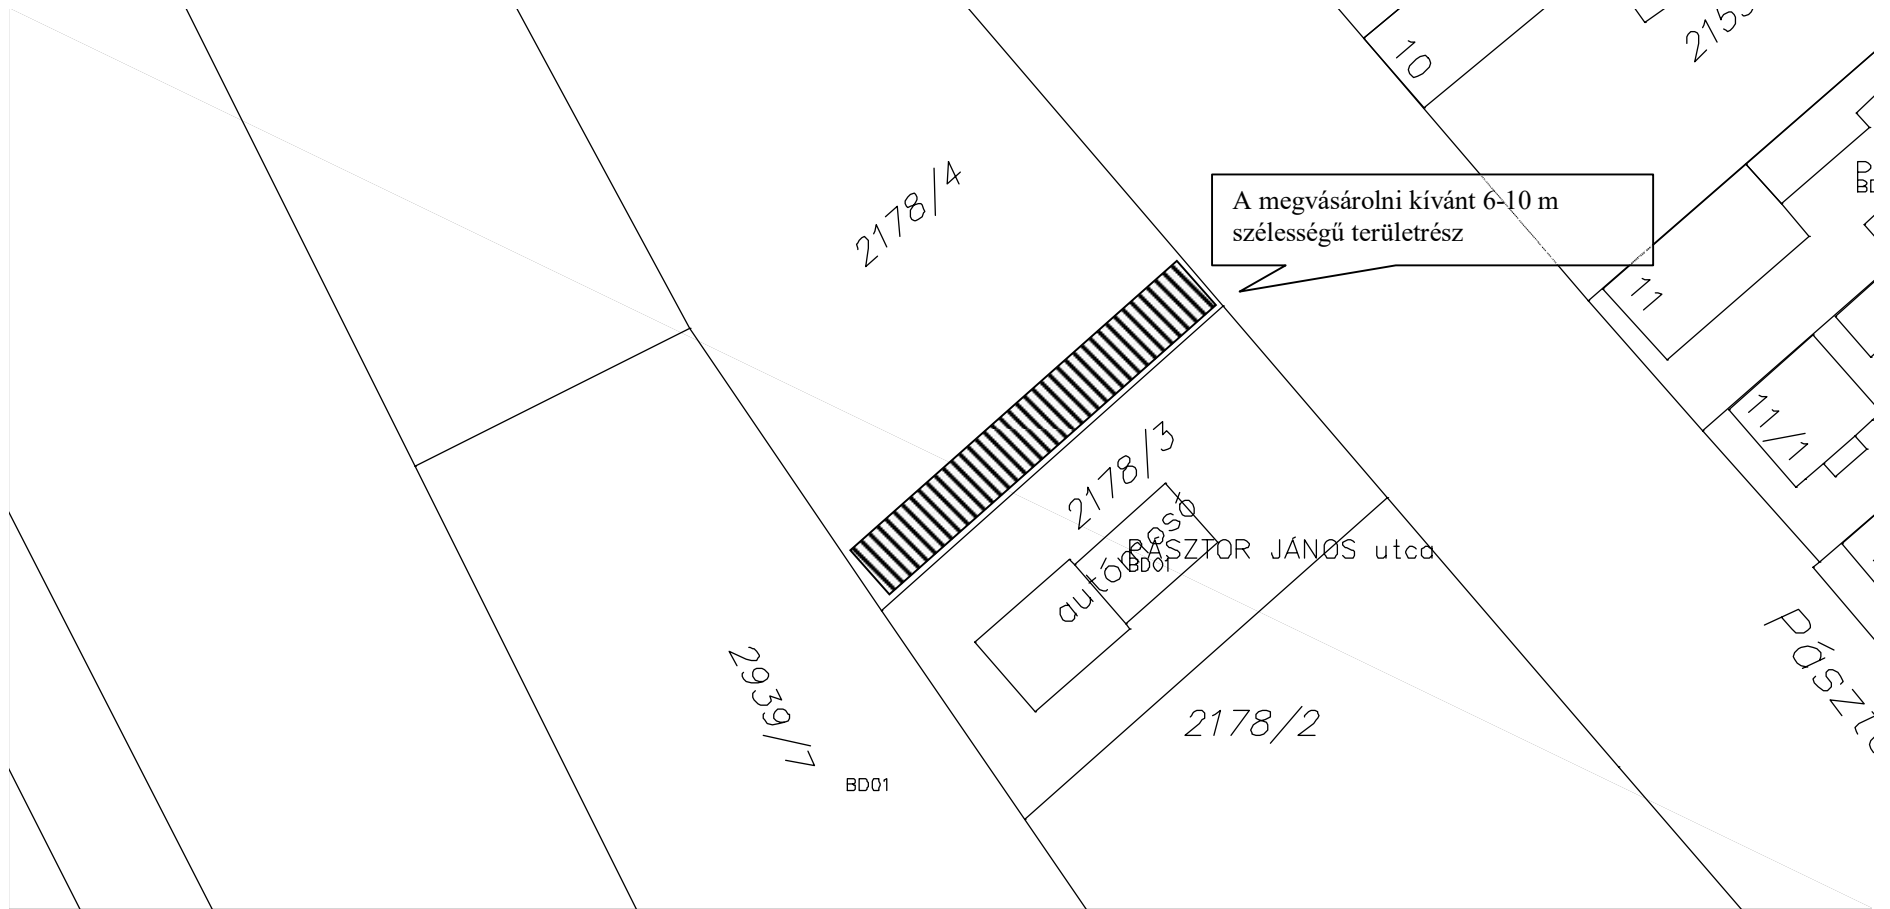 10
2178/4
A megvásárolni kívánt 6-10 m
szélességű területrész
11
11/1
2178/3
autómosó
PÁSZTOR JÁNOS utca
BD01
2939/7
BD01
2178/2